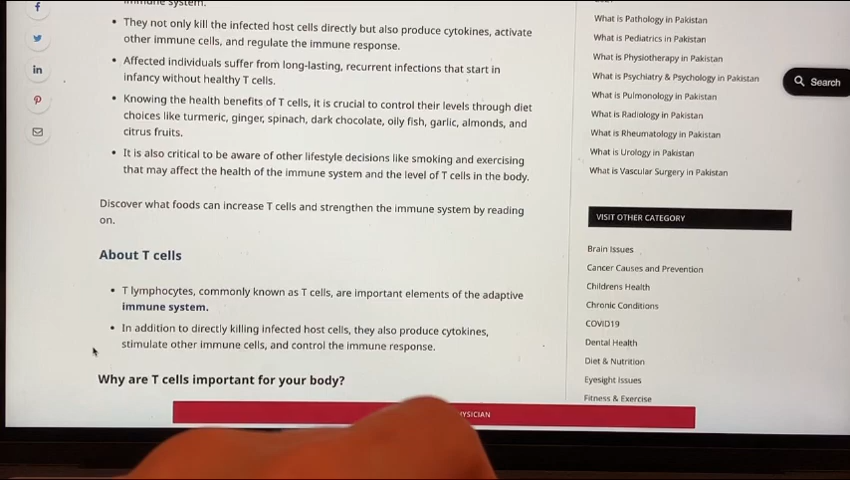 immune system.
They not only kill the infected host cells directly but also produce cytokines, activate
other immune cells, and regulate the immune response.
Affected individuals suffer from long-lasting, recurrent infections that start in
infancy without healthy T cells.
Knowing the health benefits of T cells, it is crucial to control their levels through diet
choices like turmeric, ginger, spinach, dark chocolate, oily fish, garlic, almonds, and
citrus fruits.
It is also critical to be aware of other lifestyle decisions like smoking and exercising
that may affect the health of the immune system and the level of T cells in the body.
Discover what foods can increase T cells and strengthen the immune system by reading
on.
About T cells
T lymphocytes, commonly known as T cells, are important elements of the adaptive
immune system.
In addition to directly killing infected host cells, they also produce cytokines,
stimulate other immune cells, and control the immune response.
Why are T cells important for your body?
What is Pathology in Pakistan
What is Pediatrics in Pakistan
What is Physiotherapy in Pakistan
What is Psychiatry & Psychology in Pakistan
What is Pulmonology in Pakistan
What is Radiology in Pakistan
What is Rheumatology in Pakistan
What is Urology in Pakistan
What is Vascular Surgery in Pakistan
Search
VISIT OTHER CATEGORY
Brain Issues
Cancer Causes and Prevention
Childrens Health
Chronic Conditions
COVID19
Dental Health
Diet & Nutrition
Eyesight Issues
Fitness & Exercise